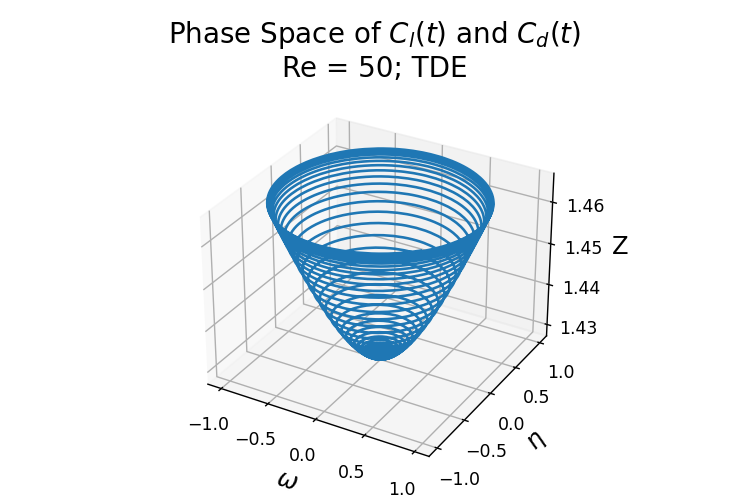 Phase Space of C_l(t) and C_d(t)
Re = 50; TDE
1.46
1.45
Z
1.44
1.43
1.0
0.5
0.0
−0.5
−1.0
η
−1.0
−0.5
0.0
0.5
1.0
ω